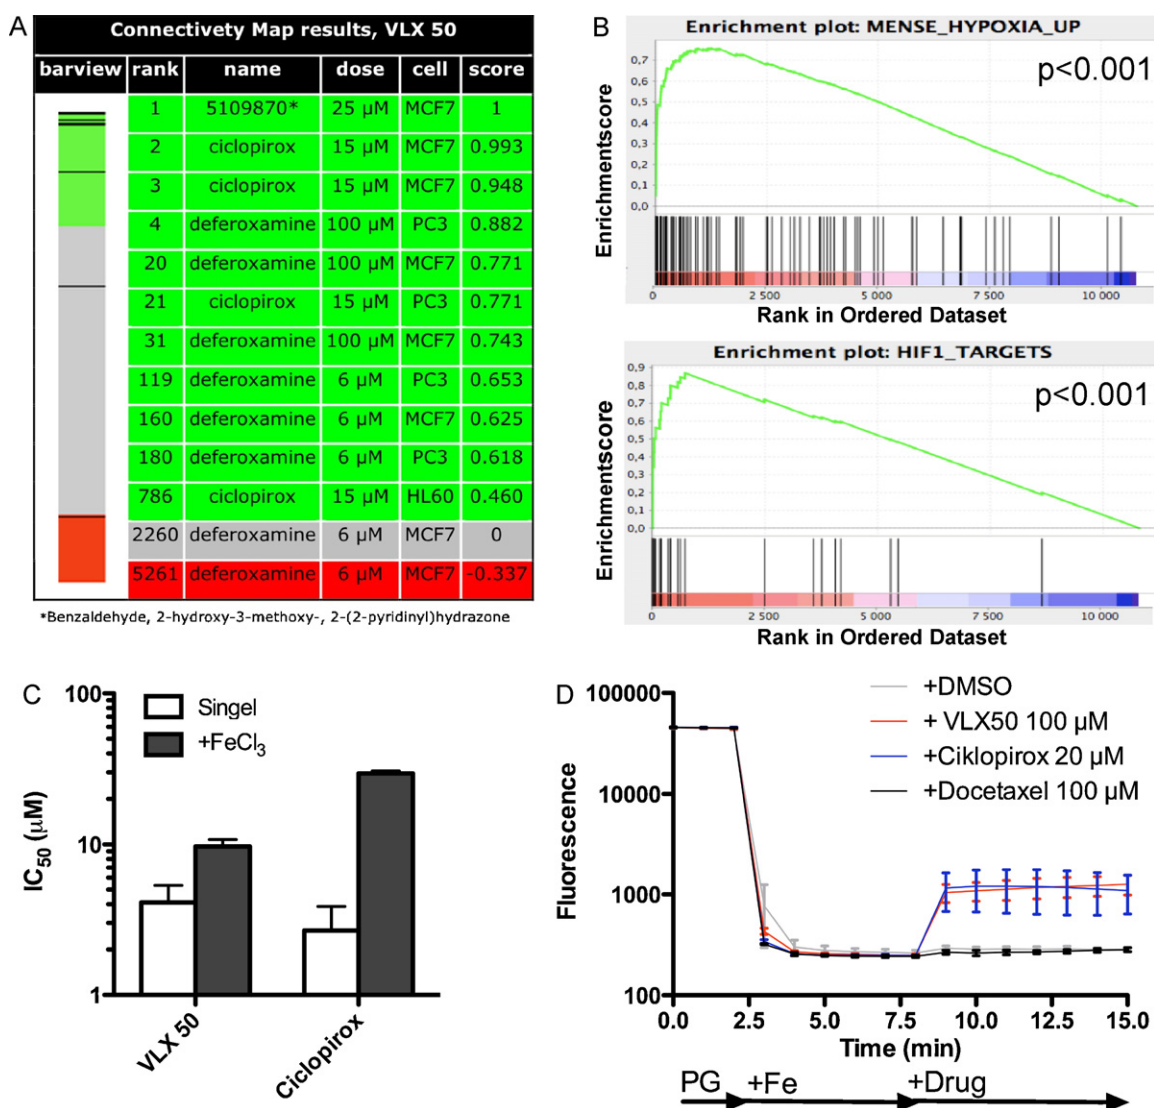 A
Connectivety Map results, VLX 50
barview rank name dose cell score
1 5109870* 25 µM MCF7 1
2 ciclopirox 15 µM MCF7 0.993
3 ciclopirox 15 µM MCF7 0.948
4 deferoxamine 100 µM PC3 0.882
20 deferoxamine 100 µM MCF7 0.771
21 ciclopirox 15 µM PC3 0.771
31 deferoxamine 100 µM MCF7 0.743
119 deferoxamine 6 µM PC3 0.653
160 deferoxamine 6 µM MCF7 0.625
180 deferoxamine 6 µM PC3 0.618
786 ciclopirox 15 µM HL60 0.460
2260 deferoxamine 6 µM MCF7 0
5261 deferoxamine 6 µM MCF7 -0.337
*Benzaldehyde, 2-hydroxy-3-methoxy-, 2-(2-pyridinyl)hydrazone
B
Enrichment plot: MENSE_HYPOXIA_UP
p<0.001
Enrichmentscore
0,7
0,6
0,5
0,4
0,3
0,2
0,1
0,0
0 2 500 5 000 7 500 10 000
Rank in Ordered Dataset
Enrichment plot: HIF1_TARGETS
p<0.001
Enrichmentscore
0,9
0,8
0,7
0,6
0,5
0,4
0,3
0,2
0,1
0,0
0 2 500 5 000 7 500 10 000
Rank in Ordered Dataset
C
Singel
+FeCl3
IC50 (µM)
100
10
1
VLX 50
Ciclopirox
D
+DMSO
+ VLX50 100 µM
+Ciklopirox 20 µM
+Docetaxel 100 µM
Fluorescence
100000
10000
1000
100
0.0 2.5 5.0 7.5 10.0 12.5 15.0
Time (min)
PG +Fe +Drug